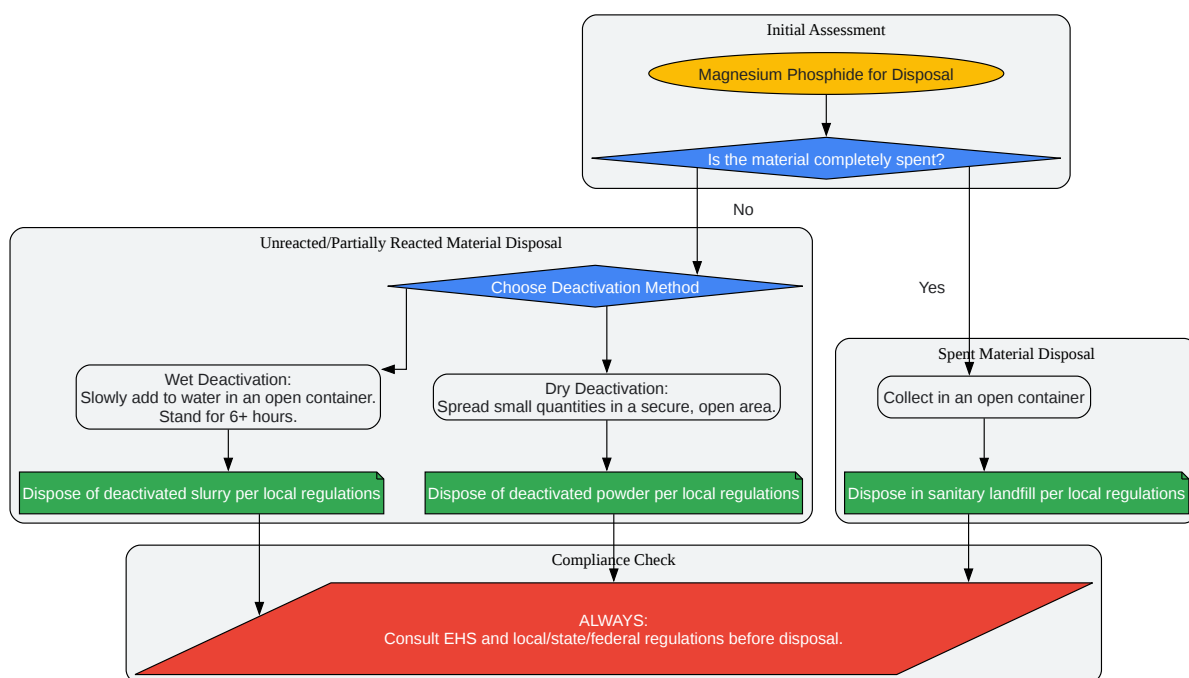 Initial Assessment
Magnesium Phosphide for Disposal
Is the material completely spent?
No
Unreacted/Partially Reacted Material Disposal
Choose Deactivation Method
Yes
Wet Deactivation:
Slowly add to water in an open container.
Stand for 6+ hours.
Dry Deactivation:
Spread small quantities in a secure, open area.
Spent Material Disposal
Collect in an open container
Dispose of deactivated slurry per local regulations
Dispose of deactivated powder per local regulations
Dispose in sanitary landfill per local regulations
Compliance Check
ALWAYS:
Consult EHS and local/state/federal regulations before disposal.